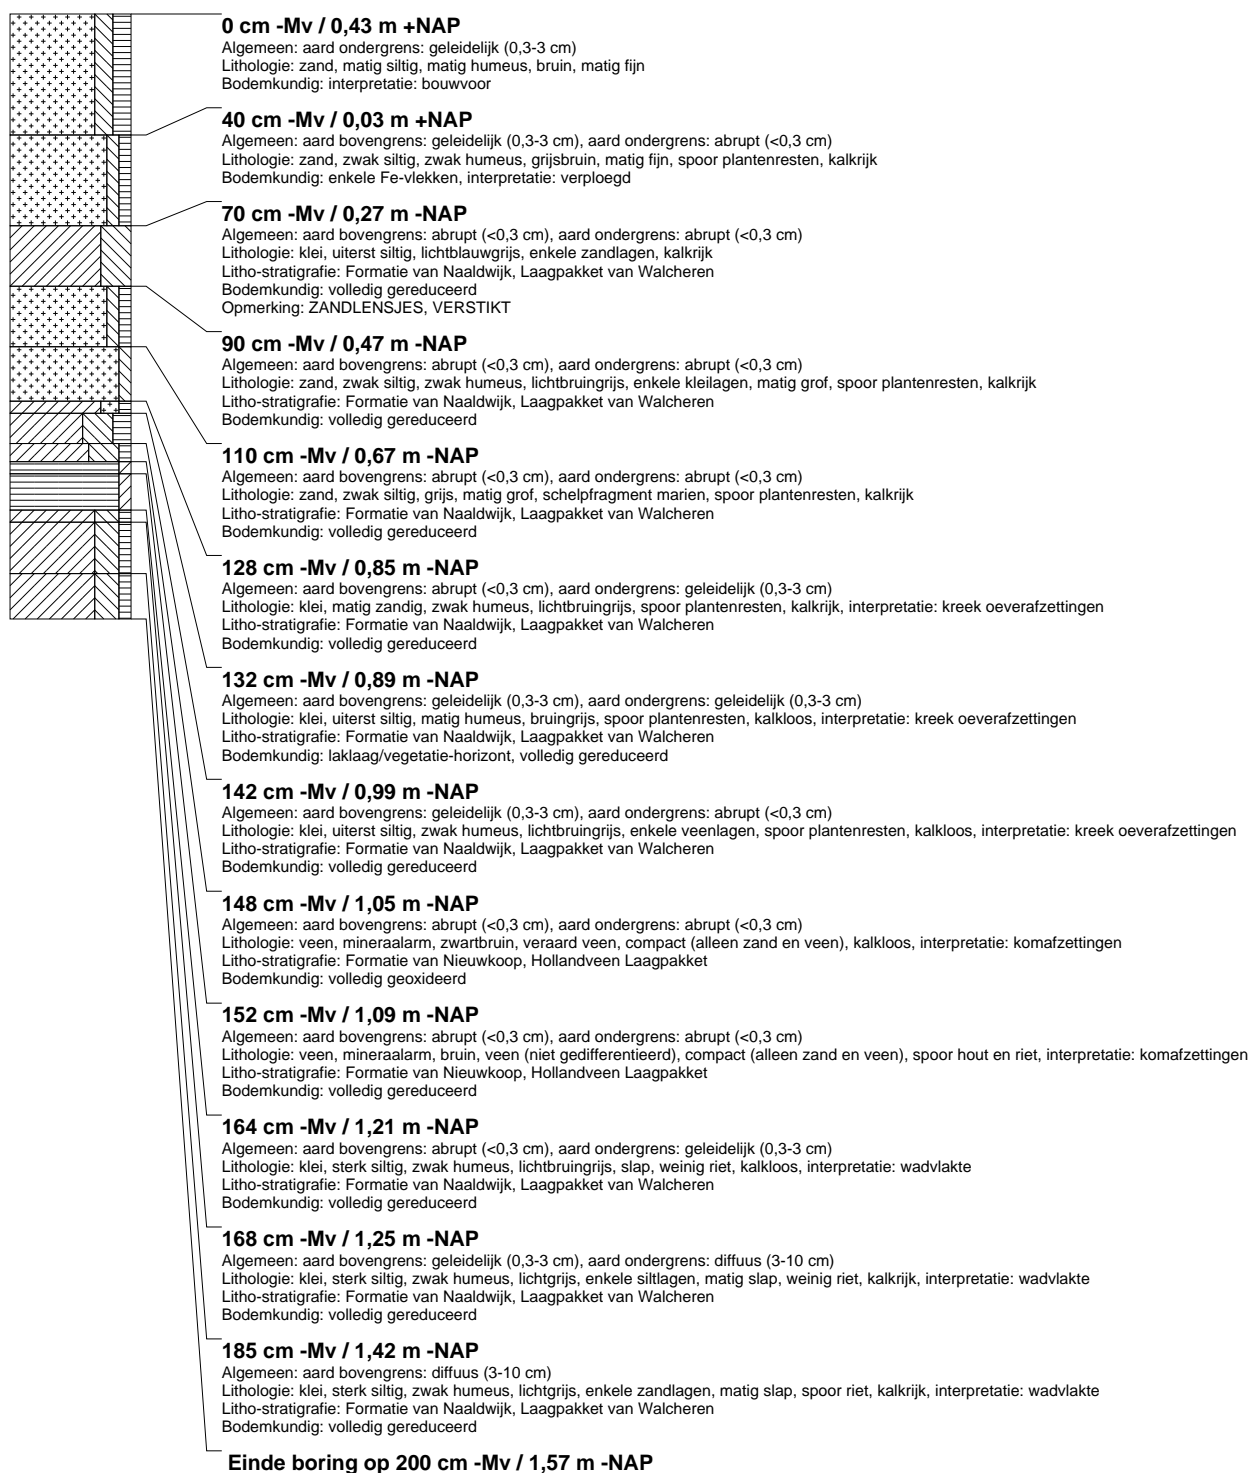 0 cm -Mv / 0,43 m +NAP
Algemeen: aard ondergrens: geleidelijk (0,3-3 cm)
Lithologie: zand, matig siltig, matig humeus, bruin, matig fijn
Bodemkundig: interpretatie: bouwvoor
40 cm -Mv / 0,03 m +NAP
Algemeen: aard bovengrens: geleidelijk (0,3-3 cm), aard ondergrens: abrupt (<0,3 cm)
Lithologie: zand, zwak siltig, zwak humeus, grijsbruin, matig fijn, spoor plantenresten, kalkrijk
Bodemkundig: enkele Fe-vlekken, interpretatie: verploegd
70 cm -Mv / 0,27 m -NAP
Algemeen: aard bovengrens: abrupt (<0,3 cm), aard ondergrens: abrupt (<0,3 cm)
Lithologie: klei, uiterst siltig, lichtblauwgrijs, enkele zandlagen, kalkrijk
Litho-stratigrafie: Formatie van Naaldwijk, Laagpakket van Walcheren
Bodemkundig: volledig gereduceerd
Opmerking: ZANDLENSJES, VERSTIKT
90 cm -Mv / 0,47 m -NAP
Algemeen: aard bovengrens: abrupt (<0,3 cm), aard ondergrens: abrupt (<0,3 cm)
Lithologie: zand, zwak siltig, zwak humeus, lichtbruingrijs, enkele kleilagen, matig grof, spoor plantenresten, kalkrijk
Litho-stratigrafie: Formatie van Naaldwijk, Laagpakket van Walcheren
Bodemkundig: volledig gereduceerd
110 cm -Mv / 0,67 m -NAP
Algemeen: aard bovengrens: abrupt (<0,3 cm), aard ondergrens: abrupt (<0,3 cm)
Lithologie: zand, zwak siltig, grijs, matig grof, schelpfragment marien, spoor plantenresten, kalkrijk
Litho-stratigrafie: Formatie van Naaldwijk, Laagpakket van Walcheren
Bodemkundig: volledig gereduceerd
128 cm -Mv / 0,85 m -NAP
Algemeen: aard bovengrens: abrupt (<0,3 cm), aard ondergrens: geleidelijk (0,3-3 cm)
Lithologie: klei, matig zandig, zwak humeus, lichtbruingrijs, spoor plantenresten, kalkrijk, interpretatie: kreek oeverafzettingen
Litho-stratigrafie: Formatie van Naaldwijk, Laagpakket van Walcheren
Bodemkundig: volledig gereduceerd
132 cm -Mv / 0,89 m -NAP
Algemeen: aard bovengrens: geleidelijk (0,3-3 cm), aard ondergrens: geleidelijk (0,3-3 cm)
Lithologie: klei, uiterst siltig, matig humeus, bruingrijs, spoor plantenresten, kalkloos, interpretatie: kreek oeverafzettingen
Litho-stratigrafie: Formatie van Naaldwijk, Laagpakket van Walcheren
Bodemkundig: laklaag/vegetatie-horizont, volledig gereduceerd
142 cm -Mv / 0,99 m -NAP
Algemeen: aard bovengrens: geleidelijk (0,3-3 cm), aard ondergrens: abrupt (<0,3 cm)
Lithologie: klei, uiterst siltig, zwak humeus, lichtbruingrijs, enkele veenlagen, spoor plantenresten, kalkloos, interpretatie: kreek oeverafzettingen
Litho-stratigrafie: Formatie van Naaldwijk, Laagpakket van Walcheren
Bodemkundig: volledig gereduceerd
148 cm -Mv / 1,05 m -NAP
Algemeen: aard bovengrens: abrupt (<0,3 cm), aard ondergrens: abrupt (<0,3 cm)
Lithologie: veen, mineraalarm, zwartbruin, veraard veen, compact (alleen zand en veen), kalkloos, interpretatie: komafzettingen
Litho-stratigrafie: Formatie van Nieuwkoop, Hollandveen Laagpakket
Bodemkundig: volledig geoxideerd
152 cm -Mv / 1,09 m -NAP
Algemeen: aard bovengrens: abrupt (<0,3 cm), aard ondergrens: abrupt (<0,3 cm)
Lithologie: veen, mineraalarm, bruin, veen (niet gedifferentieerd), compact (alleen zand en veen), spoor hout en riet, interpretatie: komafzettingen
Litho-stratigrafie: Formatie van Nieuwkoop, Hollandveen Laagpakket
Bodemkundig: volledig gereduceerd
164 cm -Mv / 1,21 m -NAP
Algemeen: aard bovengrens: abrupt (<0,3 cm), aard ondergrens: geleidelijk (0,3-3 cm)
Lithologie: klei, sterk siltig, zwak humeus, lichtbruingrijs, slap, weinig riet, kalkloos, interpretatie: wadvlakte
Litho-stratigrafie: Formatie van Naaldwijk, Laagpakket van Walcheren
Bodemkundig: volledig gereduceerd
168 cm -Mv / 1,25 m -NAP
Algemeen: aard bovengrens: geleidelijk (0,3-3 cm), aard ondergrens: diffuus (3-10 cm)
Lithologie: klei, sterk siltig, zwak humeus, lichtgrijs, enkele siltlagen, matig slap, weinig riet, kalkrijk, interpretatie: wadvlakte
Litho-stratigrafie: Formatie van Naaldwijk, Laagpakket van Walcheren
Bodemkundig: volledig gereduceerd
185 cm -Mv / 1,42 m -NAP
Algemeen: aard bovengrens: diffuus (3-10 cm)
Lithologie: klei, sterk siltig, zwak humeus, lichtgrijs, enkele zandlagen, matig slap, spoor riet, kalkrijk, interpretatie: wadvlakte
Litho-stratigrafie: Formatie van Naaldwijk, Laagpakket van Walcheren
Bodemkundig: volledig gereduceerd
Einde boring op 200 cm -Mv / 1,57 m -NAP